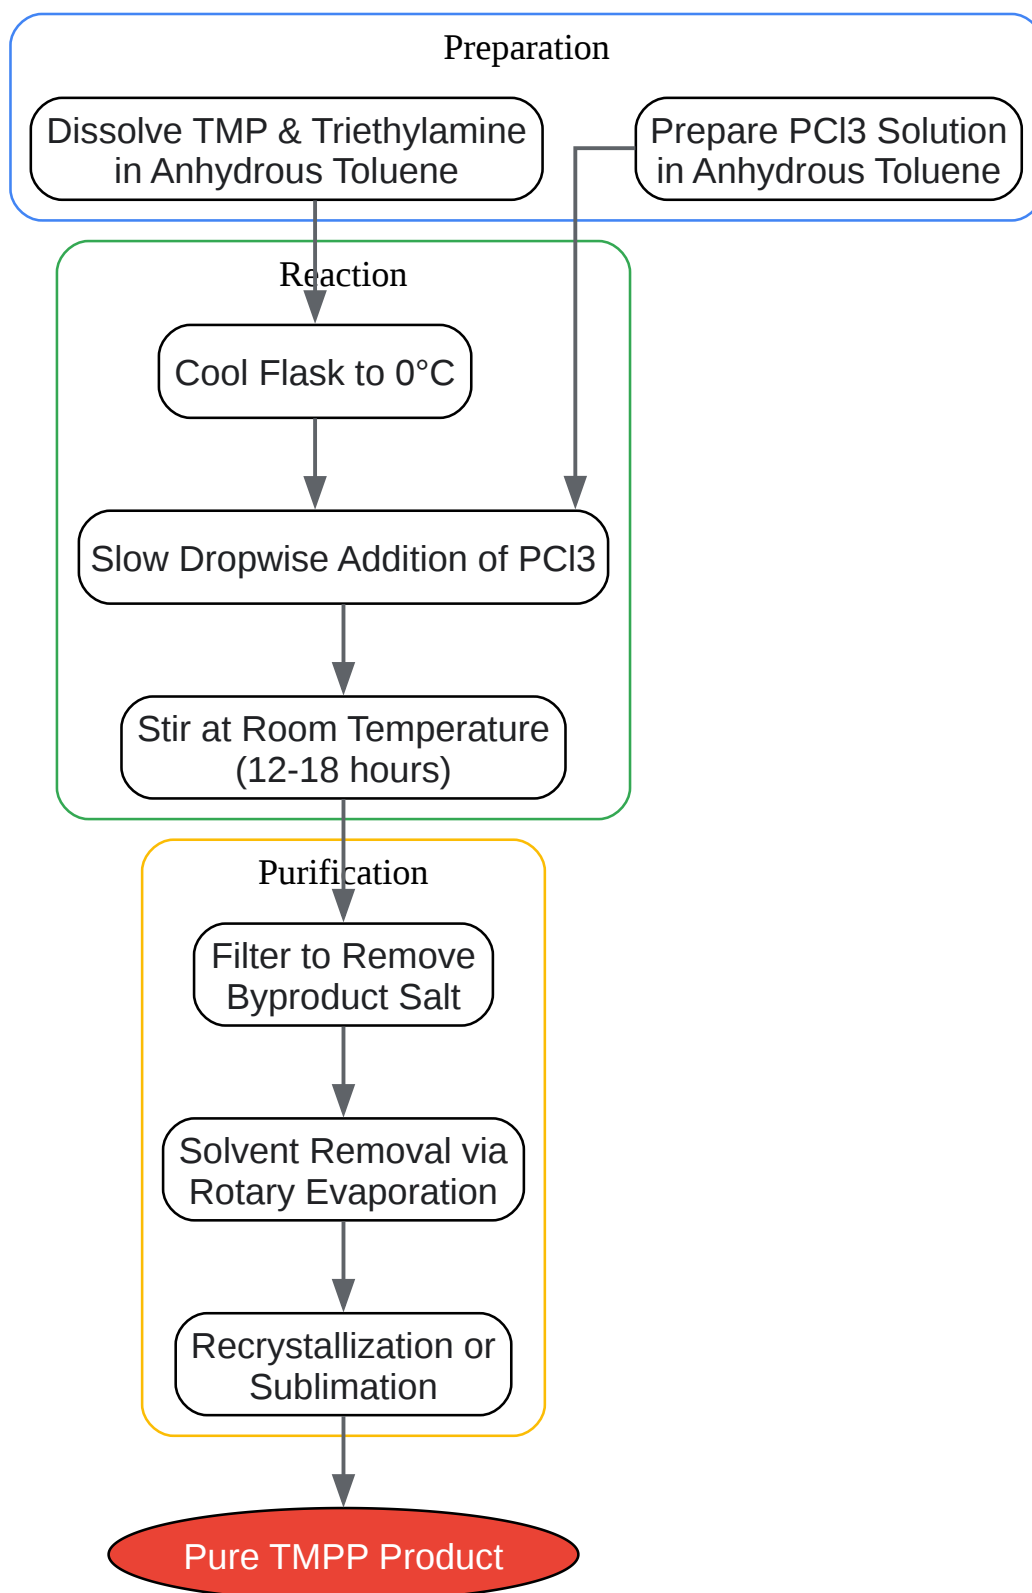 Preparation
Dissolve TMP & Triethylamine
in Anhydrous Toluene
Prepare PCl3 Solution
in Anhydrous Toluene
Reaction
Cool Flask to 0°C
Slow Dropwise Addition of PCl3
Stir at Room Temperature
(12-18 hours)
Purification
Filter to Remove
Byproduct Salt
Solvent Removal via
Rotary Evaporation
Recrystallization or
Sublimation
Pure TMPP Product